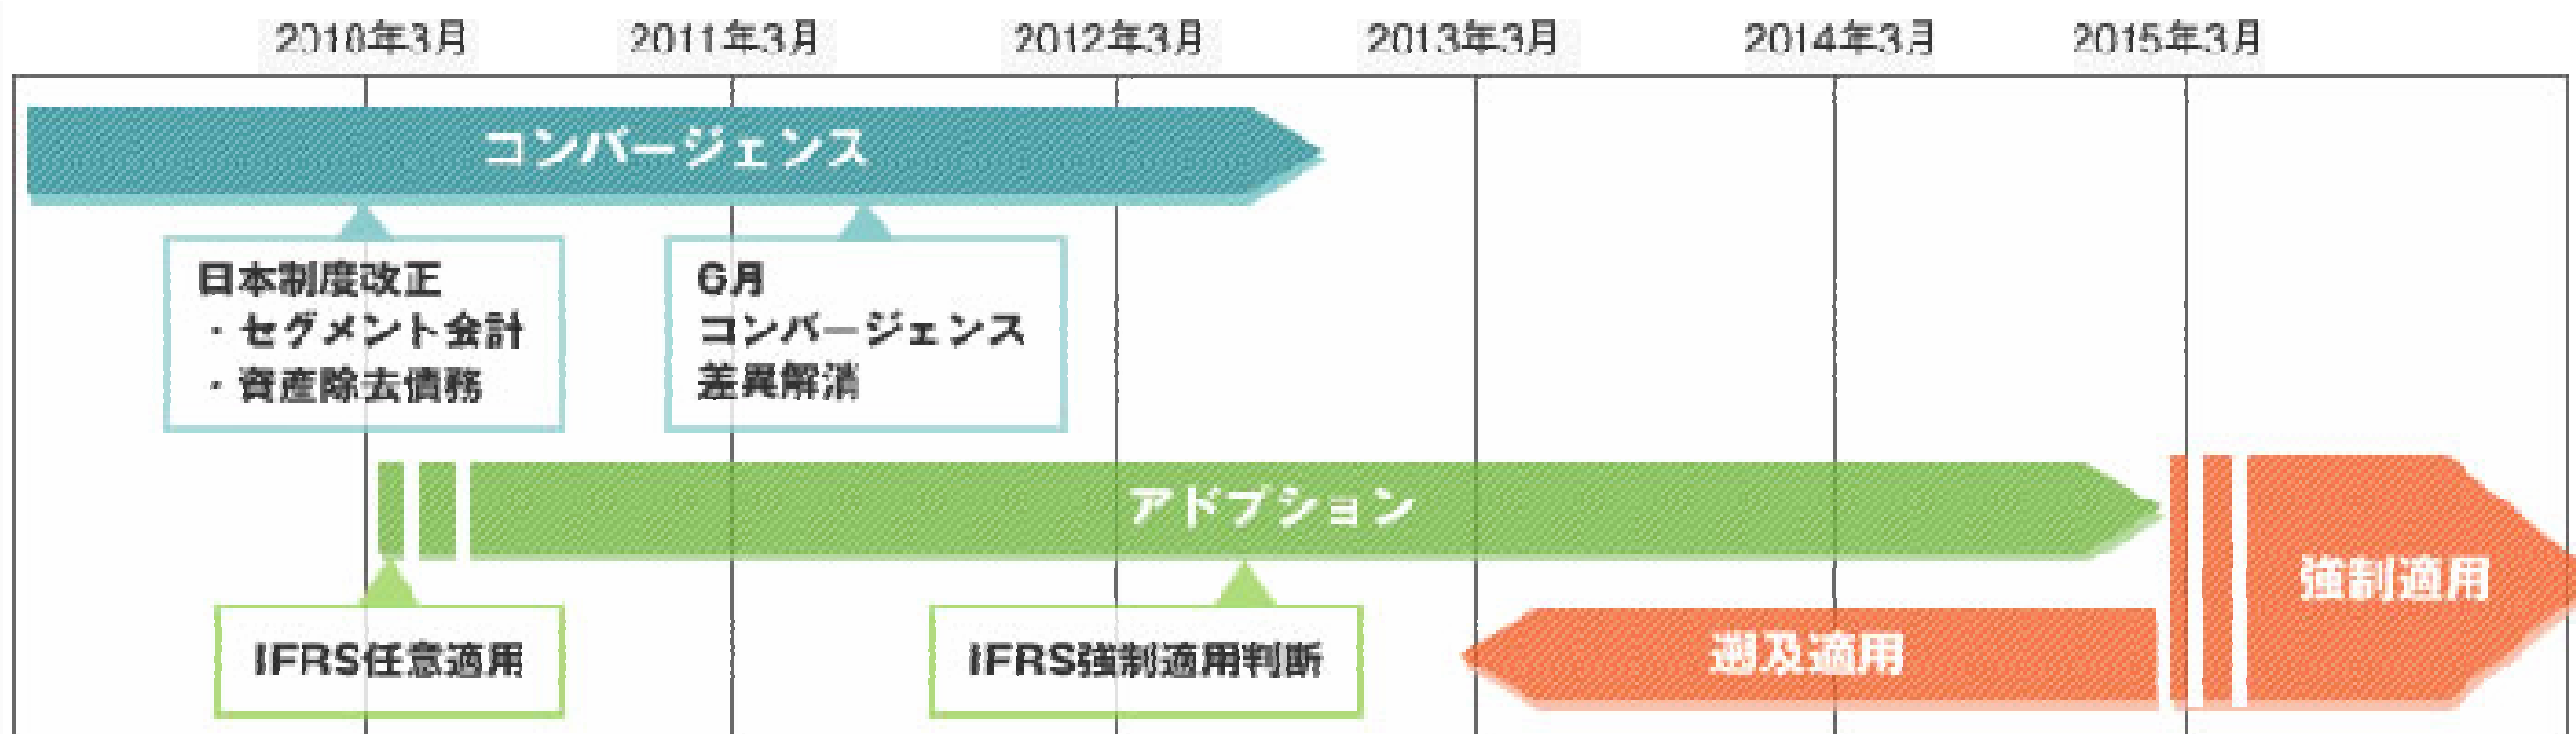 2010年3月
2011年3月
2012年3月
2013年3月
2014年3月
2015年3月
コンバージェンス
日本制度改正
・セグメント会計
・資産除去債務
6月
コンバージェンス
差異解消
アドプション
IFRS任意適用
IFRS強制適用判断
遡及適用
強制適用